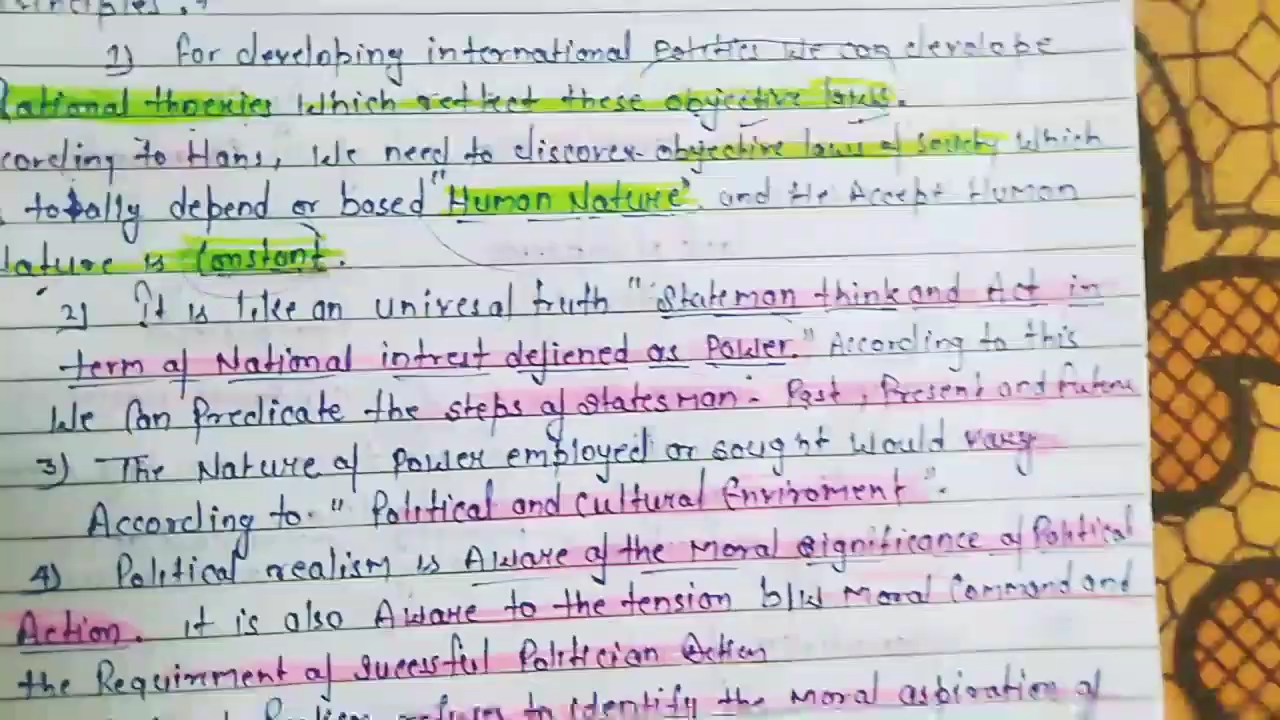 1) for developing international politics we can develope
Rational thoeries which reflect these objective laws.
cording to Hans, We need to discover objective laws of society which
totally depend or based "Human Nature". and He Accept Human
Nature is Constant.
2) It is like an univesal truth "Stateman think and Act in
term of National intrest defiened as Power." According to this
We Can Predicate the steps of statesman - Past, Present and Future
3) The Nature of Power employed or sought would vary
According to "Political and cultural Enviroment".
4) Political realism is Aware of the Moral significance of Political
Action. it is also Aware to the tension b/w Moral Command and
the Requirnment of sucessful Politician Action
to identify the moral aspiration of